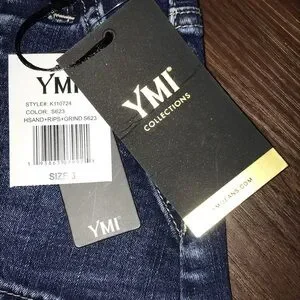 YMI
STYLE#: K110724
COLOR: S623
HSAND+RIPS+GRIND S623
SIZE 3
YMI
COLLECTIONS
YMIJEANS.COM
YMI